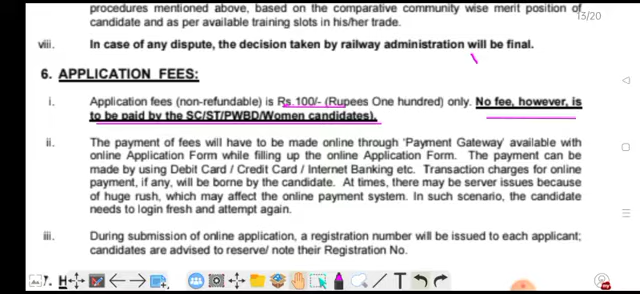 procedures mentioned above, based on the comparative community wise merit position of
candidate and as per available training slots in his/her trade.
13/20
viii. In case of any dispute, the decision taken by railway administration will be final.
6. APPLICATION FEES:
i. Application fees (non-refundable) is Rs.100/- (Rupees One hundred) only. No fee, however, is
to be paid by the SC/ST/PWBD/Women candidates).
ii. The payment of fees will have to be made online through 'Payment Gateway' available with
online Application Form while filling up the online Application Form. The payment can be
made by using Debit Card / Credit Card / Internet Banking etc. Transaction charges for online
payment, if any, will be borne by the candidate. At times, there may be server issues because
of huge rush, which may affect the online payment system. In such scenario, the candidate
needs to login fresh and attempt again.
iii. During submission of online application, a registration number will be issued to each applicant;
candidates are advised to reserve/ note their Registration No.
7. H
T